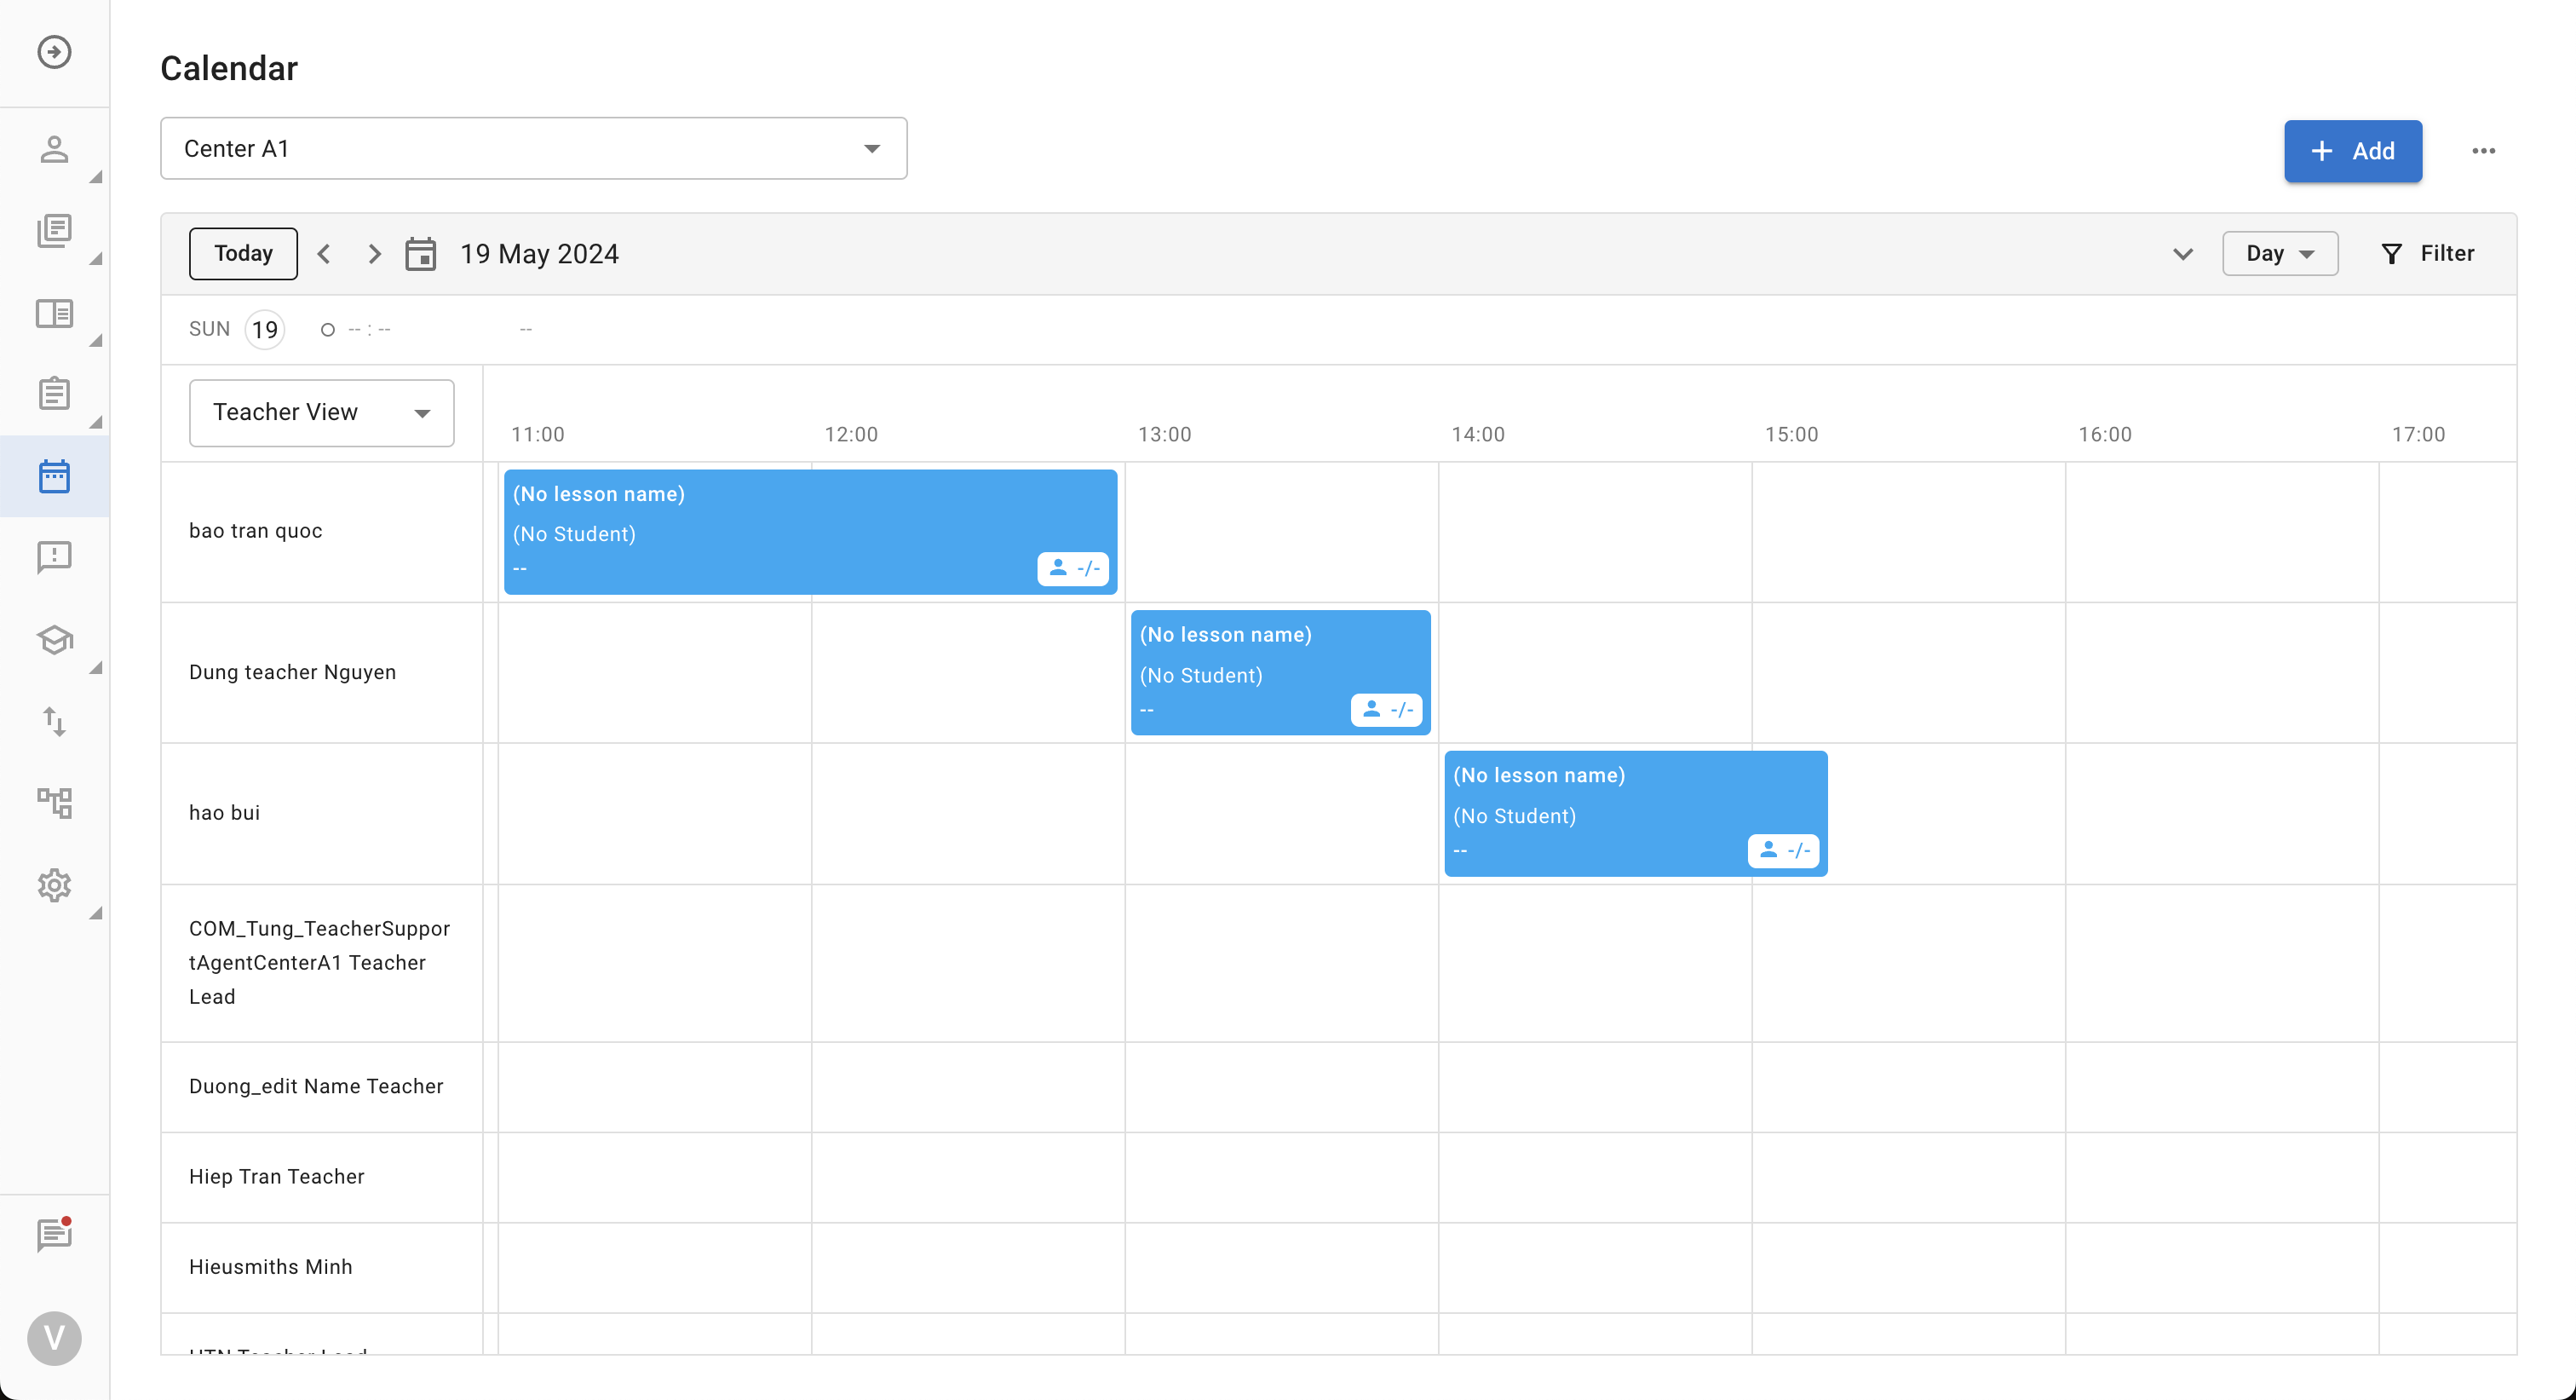 Calendar
Center A1
Add
Today
19 May 2024
Day
Filter
SUN 19 -- : -- --
Teacher View
11:00 12:00 13:00 14:00 15:00 16:00 17:00
bao tran quoc
(No lesson name)
(No Student)
--
-/-
Dung teacher Nguyen
(No lesson name)
(No Student)
--
-/-
hao bui
(No lesson name)
(No Student)
--
-/-
COM_Tung_TeacherSuppor
tAgentCenterA1 Teacher
Lead
Duong_edit Name Teacher
Hiep Tran Teacher
Hieusmiths Minh
V